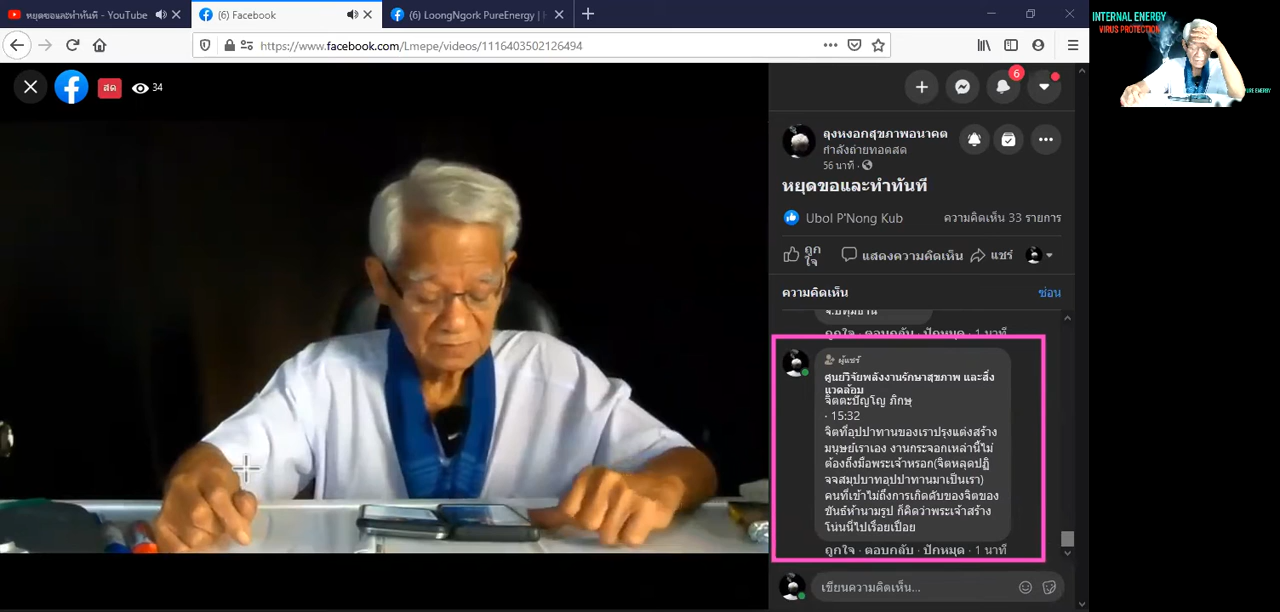 หยุดขอและทำทันที - YouTube
(6) Facebook
(6) LoongNgork PureEnergy |
https://www.facebook.com/Lmepe/videos/1116403502126494
INTERNAL ENERGY
VIRUS PROTECTION
PURE ENERGY
สด
34
6
ลุงหงอกสุขภาพอนาคต
กำลังถ่ายทอดสด
56 นาที ·
หยุดขอและทำทันที
Ubol P'Nong Kub
ความคิดเห็น 33 รายการ
ถูกใจ
แสดงความคิดเห็น
แชร์
ความคิดเห็น
ซ่อน
จ.ปทุมธานี
ถูกใจ · ตอบกลับ · ปักหมุด · 1 นาที
ผู้แชร์
ศูนย์วิจัยพลังงานรักษาสุขภาพ และสิ่ง
แวดล้อม
จิตตะปัญโญ ภิกษุ
· 15:32
จิตที่อุปปาทานของเราปรุงแต่งสร้าง
มนุษย์เราเอง งานกระจอกเหล่านี้ไม่
ต้องถึงมือพระเจ้าหรอก(จิตหลุดปฏิ
จจสมุปบาทอุปปาทานมาเป็นเรา)
คนที่เข้าไม่ถึงการเกิดดับของจิตของ
ขันธ์ทำนามรูป ก็คิดว่าพระเจ้าสร้าง
โน่นนี่ไปเรื่อยเปื่อย
ถูกใจ · ตอบกลับ · ปักหมุด · 1 นาที
เขียนความคิดเห็น...